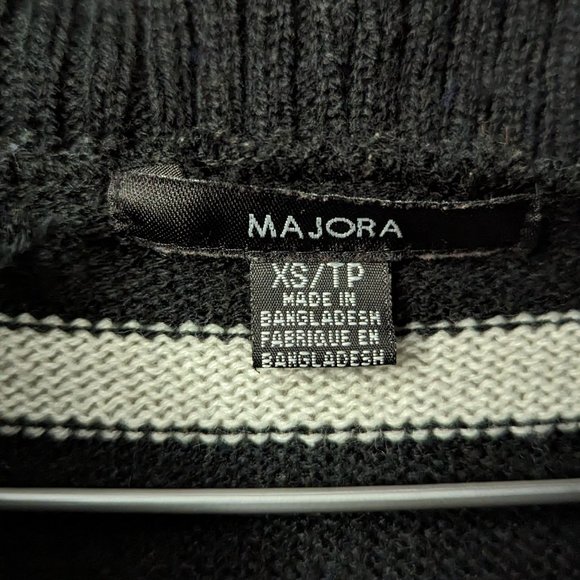 MAJORA
XS/TP
MADE IN
BANGLADESH
FABRIQUE EN
BANGLADESH